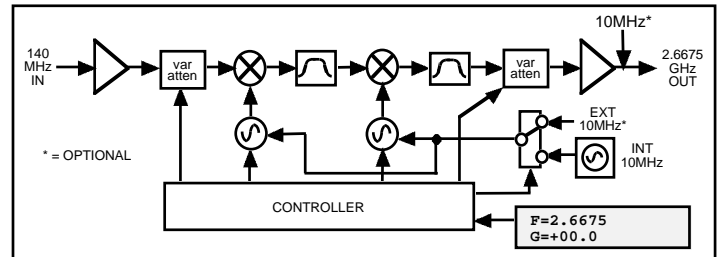 10MHz*
140
MHz
IN
var
atten
var
atten
2.6675
GHz
OUT
EXT
10MHz*
INT
10MHz
* = OPTIONAL
CONTROLLER
F=2.6675
G=+00.0